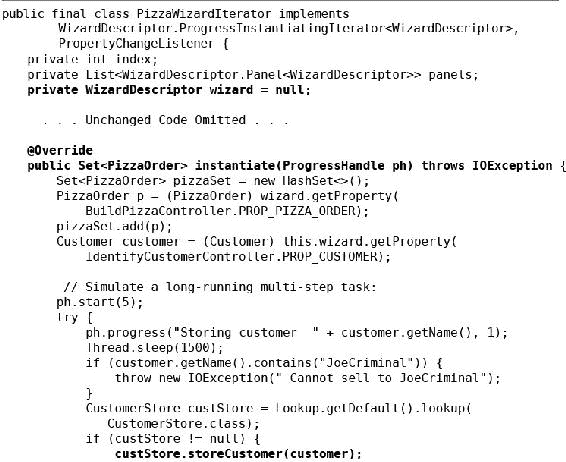 public final class PizzaWizardIterator implements
WizardDescriptor.ProgressInstantiatingIterator<WizardDescriptor>,
PropertyChangeListener {
private int index;
private List<WizardDescriptor.Panel<WizardDescriptor>> panels;
private WizardDescriptor wizard = null;
. . . Unchanged Code Omitted . . .
@Override
public Set<PizzaOrder> instantiate(ProgressHandle ph) throws IOException {
Set<PizzaOrder> pizzaSet = new HashSet<>();
PizzaOrder p = (PizzaOrder) wizard.getProperty(
BuildPizzaController.PROP_PIZZA_ORDER);
pizzaSet.add(p);
Customer customer = (Customer) this.wizard.getProperty(
IdentifyCustomerController.PROP_CUSTOMER);
// Simulate a long-running multi-step task:
ph.start(5);
try {
ph.progress("Storing customer  " + customer.getName(), 1);
Thread.sleep(1500);
if (customer.getName().contains("JoeCriminal")) {
throw new IOException(" Cannot sell to JoeCriminal");
}
CustomerStore custStore = Lookup.getDefault().lookup(
CustomerStore.class);
if (custStore != null) {
custStore.storeCustomer(customer);